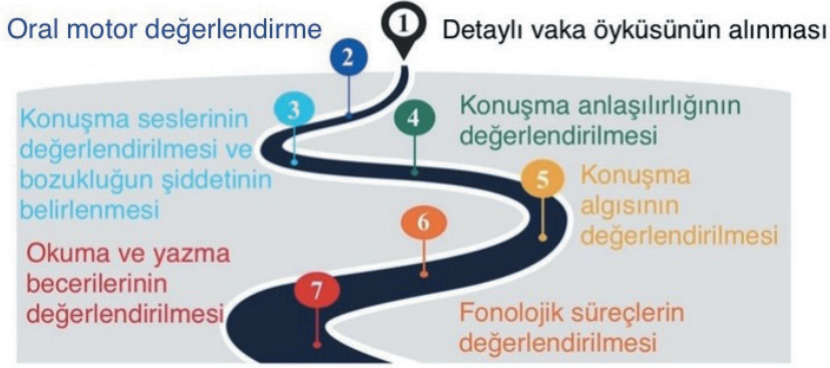 1
Detaylı vaka öyküsünün alınması
2
Oral motor değerlendirme
3
Konuşma seslerinin
değerlendirilmesi ve
bozukluğun şiddetinin
belirlenmesi
4
Konuşma anlaşılırlığının
değerlendirilmesi
5
Konuşma
algısının
değerlendirilmesi
6
Fonolojik süreçlerin
değerlendirilmesi
7
Okuma ve yazma
becerilerinin
değerlendirilmesi